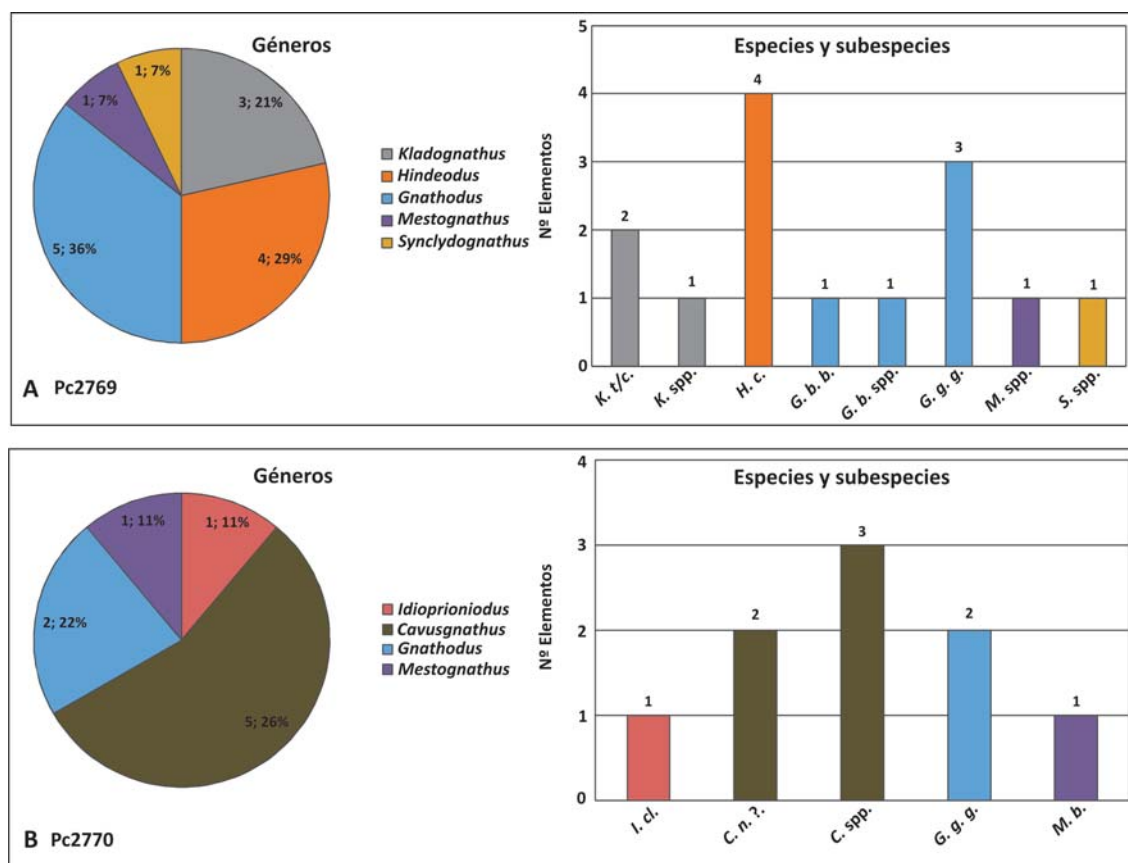 Géneros
1; 7%
3; 21%
1; 7%
5; 36%
4; 29%
Kladognathus
Hindeodus
Gnathodus
Mestognathus
Synclydognathus
A Pc2769
Especies y subespecies
Nº Elementos
5
4
3
2
1
0
2
1
4
1
1
3
1
1
K. t/c.
K. spp.
H. c.
G. b. b.
G. b. spp.
G. g. g.
M. spp.
S. spp.
Géneros
1; 11%
1; 11%
2; 22%
5; 26%
Idioprioniodus
Cavusgnathus
Gnathodus
Mestognathus
B Pc2770
Especies y subespecies
Nº Elementos
4
3
2
1
0
1
2
3
2
1
I. cl.
C. n. ?.
C. spp.
G. g. g.
M. b.